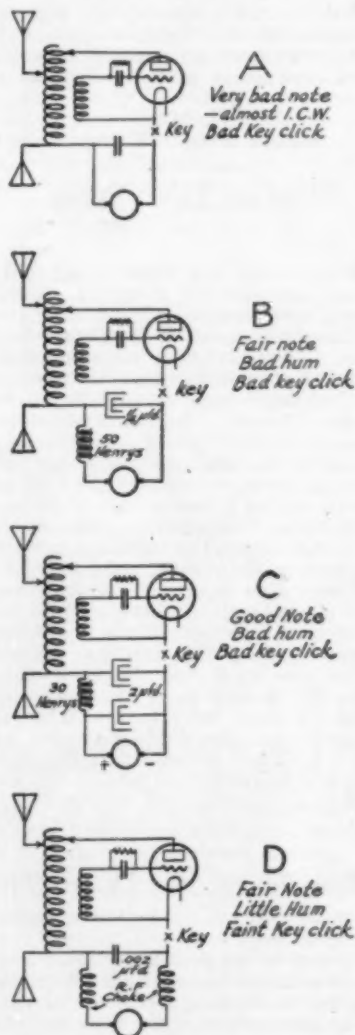 A
Very bad note
-almost I.C.W.
Bad Key click
Key
B
Fair note
Bad hum
Bad key click
key
50
Henrys
C
Good Note
Bad hum
Bad key click
Key
30
Henrys
2 μfd.
+ -
D
Fair Note
Little Hum
Faint Key click
Key
.002
μfd
R.F
Choke